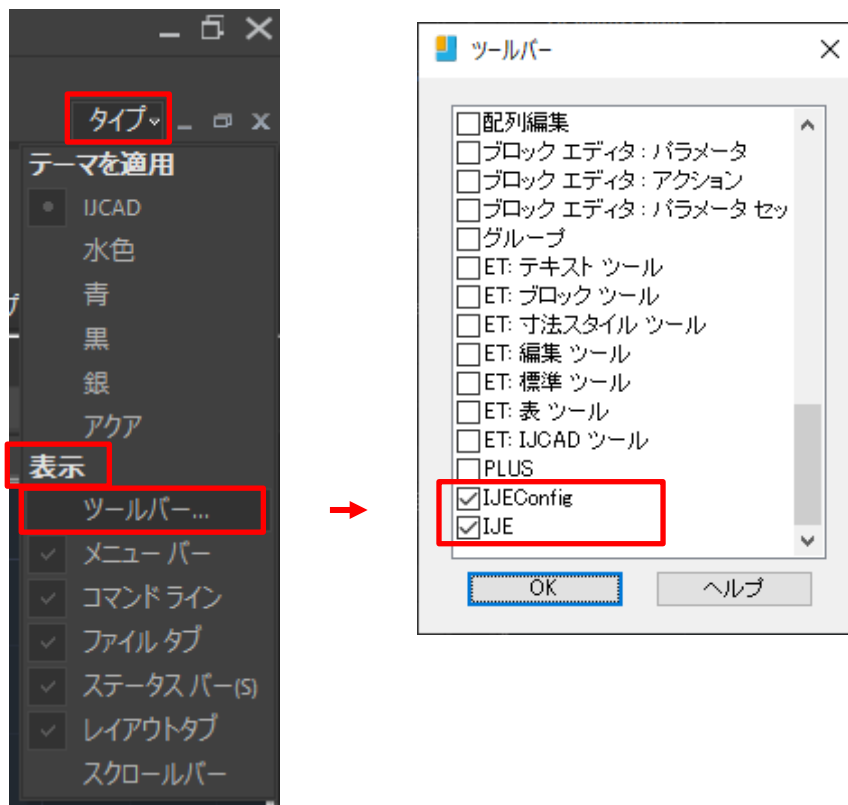 タイプ
テーマを適用
IJCAD
水色
青
黒
銀
アクア
表示
ツールバー...
メニュー バー
コマンド ライン
ファイル タブ
ステータス バー(S)
レイアウトタブ
スクロールバー
ツールバー
配列編集
ブロック エディタ : パラメータ
ブロック エディタ : アクション
ブロック エディタ : パラメータ セッ
グループ
ET: テキスト ツール
ET: ブロック ツール
ET: 寸法スタイル ツール
ET: 編集 ツール
ET: 標準 ツール
ET: 表 ツール
ET: IJCAD ツール
PLUS
IJEConfig
IJE
OK
ヘルプ